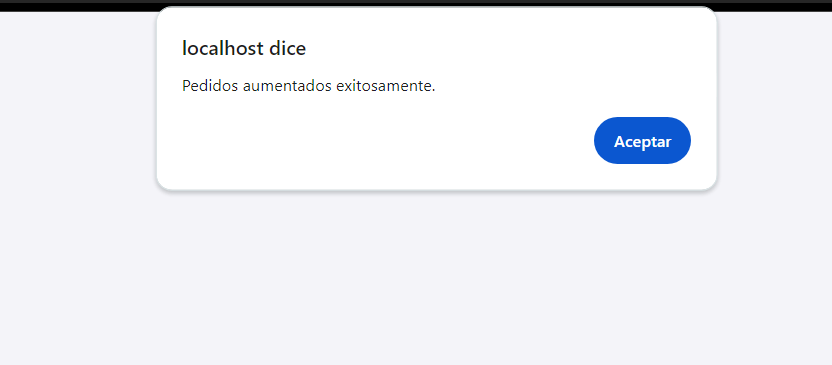 localhost dice
Pedidos aumentados exitosamente.
Aceptar